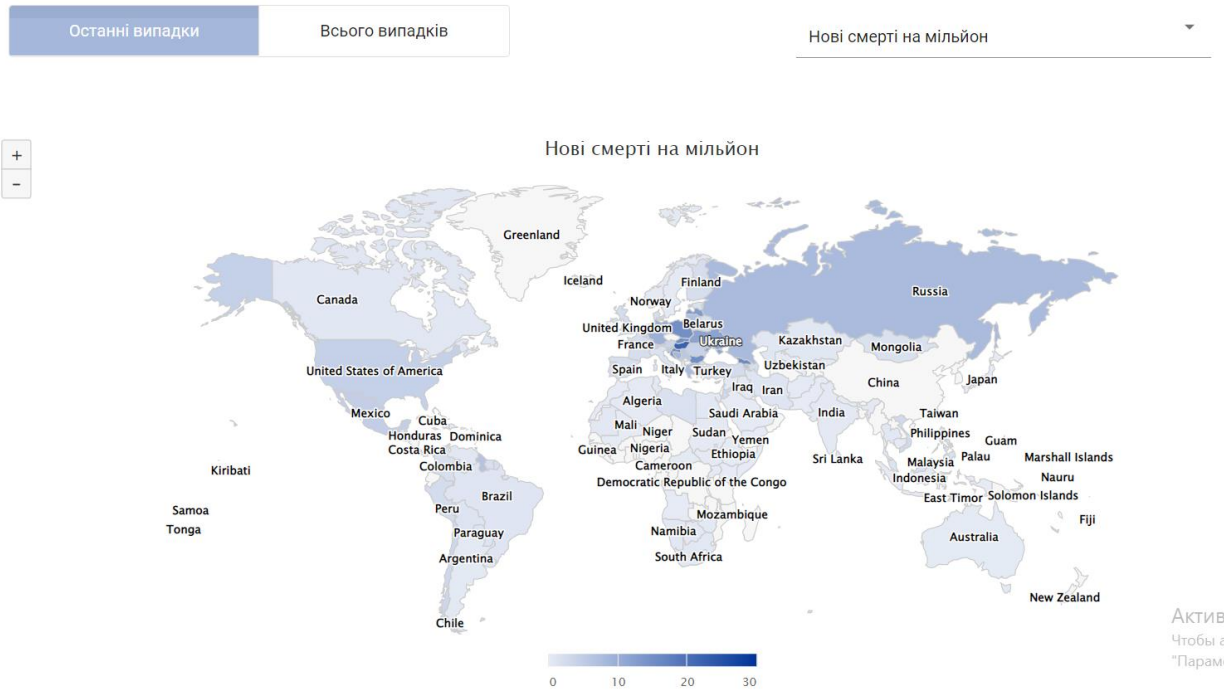 Останні випадки
Всього випадків
Нові смерті на мільйон
+
Нові смерті на мільйон
−
Greenland
Iceland
Finland
Russia
Canada
Norway
United Kingdom
Belarus
Ukraine
France
Kazakhstan
Mongolia
United States of America
Spain
Italy
Turkey
Uzbekistan
China
Japan
Iraq
Iran
Algeria
Mexico
Cuba
Saudi Arabia
India
Taiwan
Mali
Niger
Sudan
Yemen
Philippines
Guam
Honduras
Dominica
Costa Rica
Guinea
Nigeria
Ethiopia
Sri Lanka
Malaysia
Palau
Marshall Islands
Kiribati
Colombia
Cameroon
Indonesia
Nauru
Democratic Republic of the Congo
Brazil
East Timor
Solomon Islands
Samoa
Peru
Mozambique
Fiji
Tonga
Paraguay
Namibia
Australia
Argentina
South Africa
New Zealand
Chile
Актив
Чтобы а
"Парам
0 10 20 30